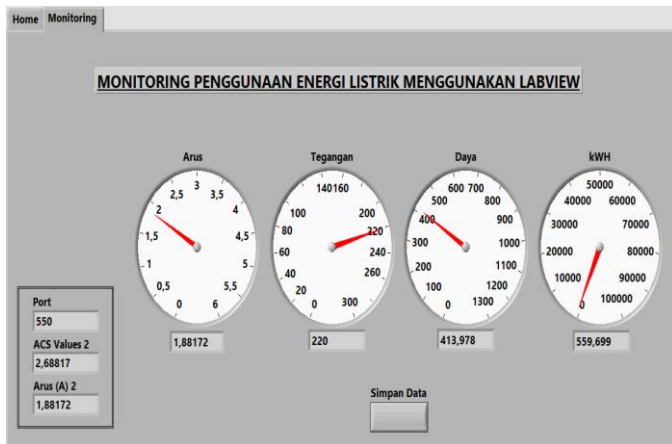 Home Monitoring
MONITORING PENGGUNAAN ENERGI LISTRIK MENGGUNAKAN LABVIEW
Arus
0 0,5 1 1,5 2 2,5 3 4 4,5 5 5,5 6
1,88172
Tegangan
0 20 40 60 80 100 140 160 200 220 240 260 300
220
Daya
0 100 200 300 400 500 600 700 800 900 1000 1100 1200 1300
413,978
kWH
0 10000 20000 30000 40000 50000 60000 70000 80000 90000 100000
559,699
Port
550
ACS Values 2
2,68817
Arus (A) 2
1,88172
Simpan Data